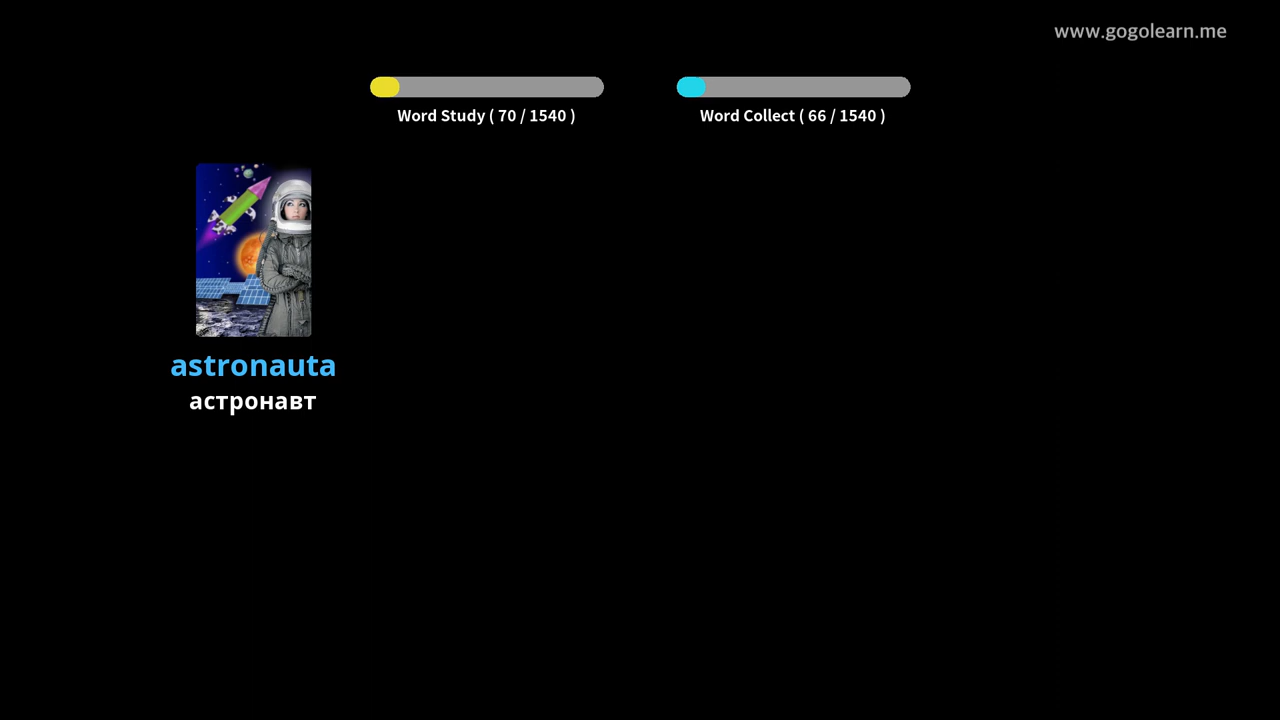 www.gogolearn.me
Word Study ( 70 / 1540 )
Word Collect ( 66 / 1540 )
astronauta
астронавт